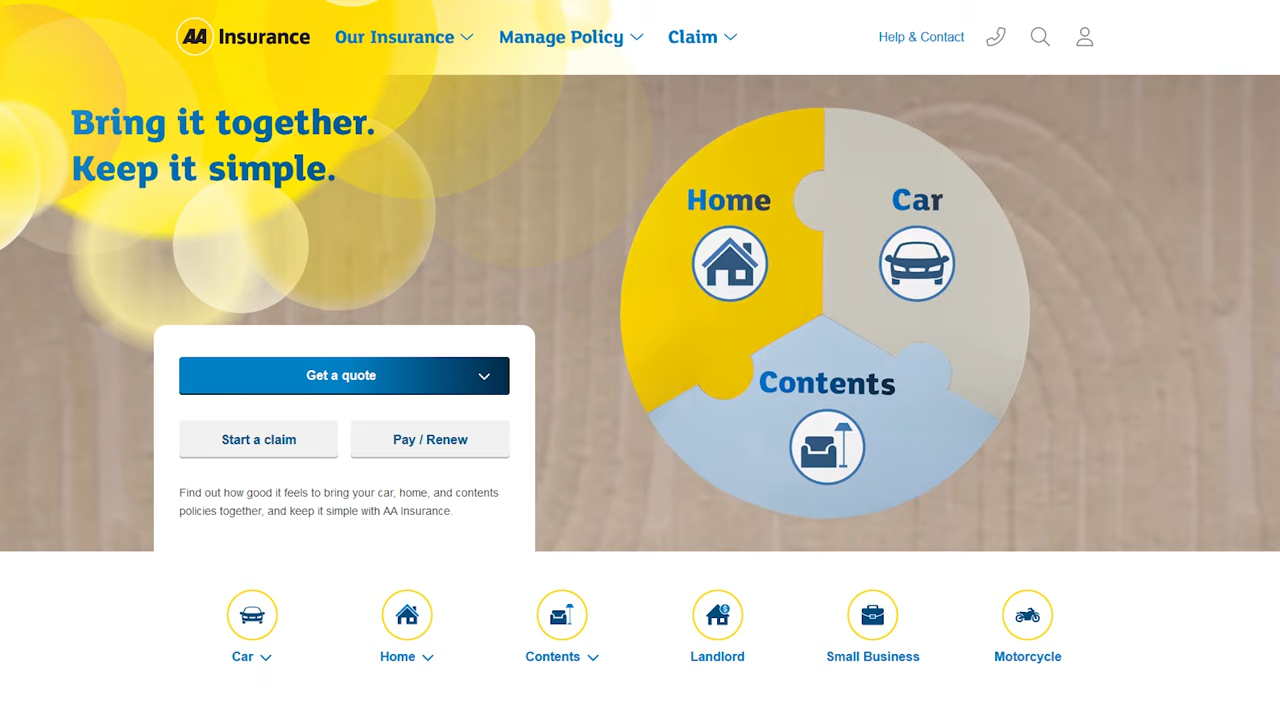 AA Insurance
Our Insurance
Manage Policy
Claim
Help & Contact
Bring it together.
Keep it simple.
Home
Car
Contents
Get a quote
Start a claim
Pay / Renew
Find out how good it feels to bring your car, home, and contents
policies together, and keep it simple with AA Insurance.
Car
Home
Contents
Landlord
Small Business
Motorcycle